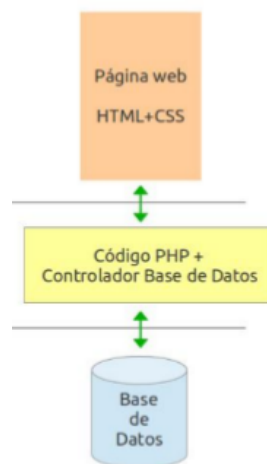 Página web
HTML+CSS
Código PHP +
Controlador Base de Datos
Base
de
Datos